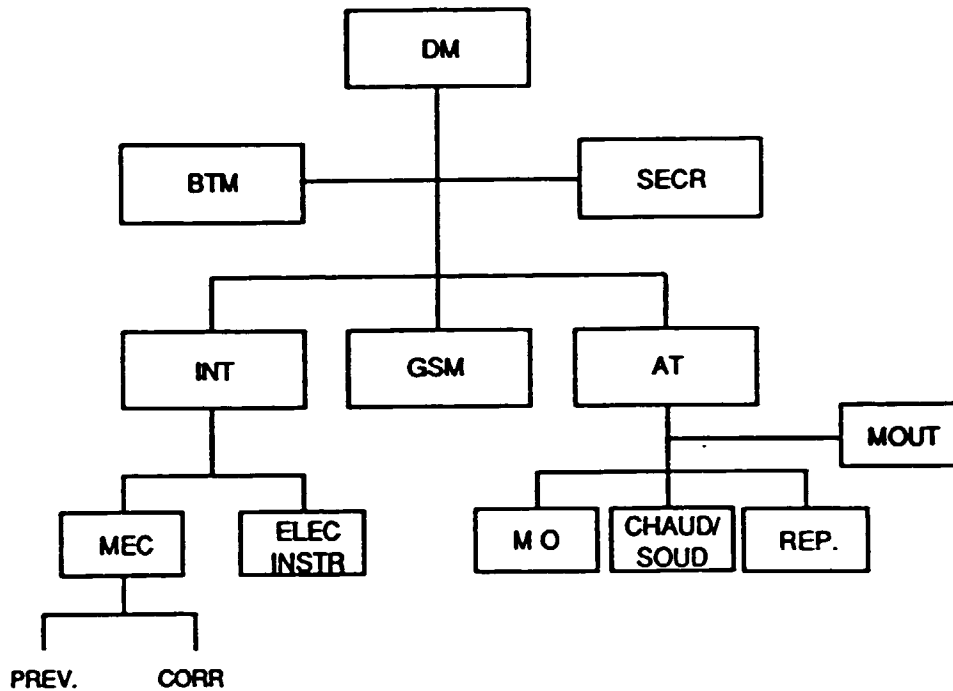 DM
BTM
SECR
INT
GSM
AT
MOUT
MEC
ELEC
INSTR
M O
CHAUD/
SOUD
REP.
PREV.
CORR